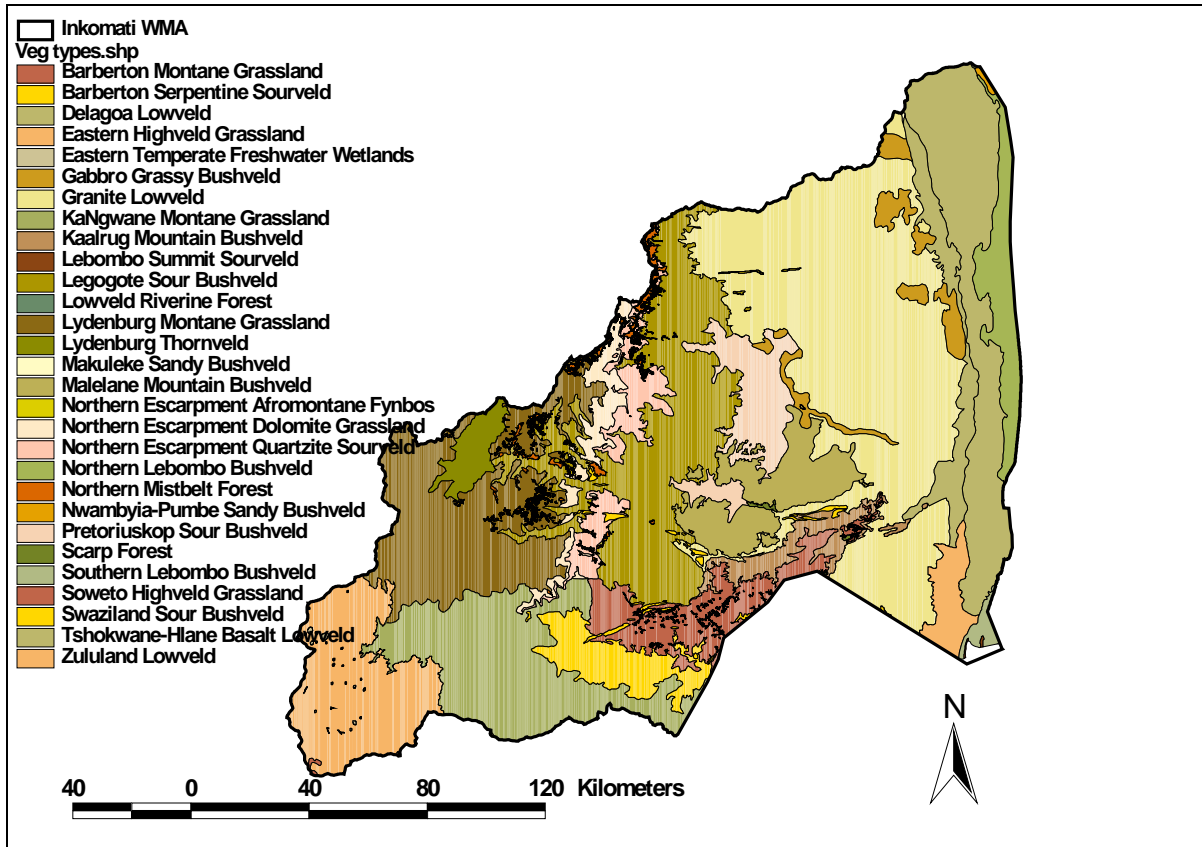 Inkomati WMA
Veg types.shp
Barberton Montane Grassland
Barberton Serpentine Sourveld
Delagoa Lowveld
Eastern Highveld Grassland
Eastern Temperate Freshwater Wetlands
Gabbro Grassy Bushveld
Granite Lowveld
KaNgwane Montane Grassland
Kaalrug Mountain Bushveld
Lebombo Summit Sourveld
Legogote Sour Bushveld
Lowveld Riverine Forest
Lydenburg Montane Grassland
Lydenburg Thornveld
Makuleke Sandy Bushveld
Malelane Mountain Bushveld
Northern Escarpment Afromontane Fynbos
Northern Escarpment Dolomite Grassland
Northern Escarpment Quartzite Sourveld
Northern Lebombo Bushveld
Northern Mistbelt Forest
Nwambyia-Pumbe Sandy Bushveld
Pretoriuskop Sour Bushveld
Scarp Forest
Southern Lebombo Bushveld
Soweto Highveld Grassland
Swaziland Sour Bushveld
Tshokwane-Hlane Basalt Lowveld
Zululand Lowveld
N
40 0 40 80 120 Kilometers